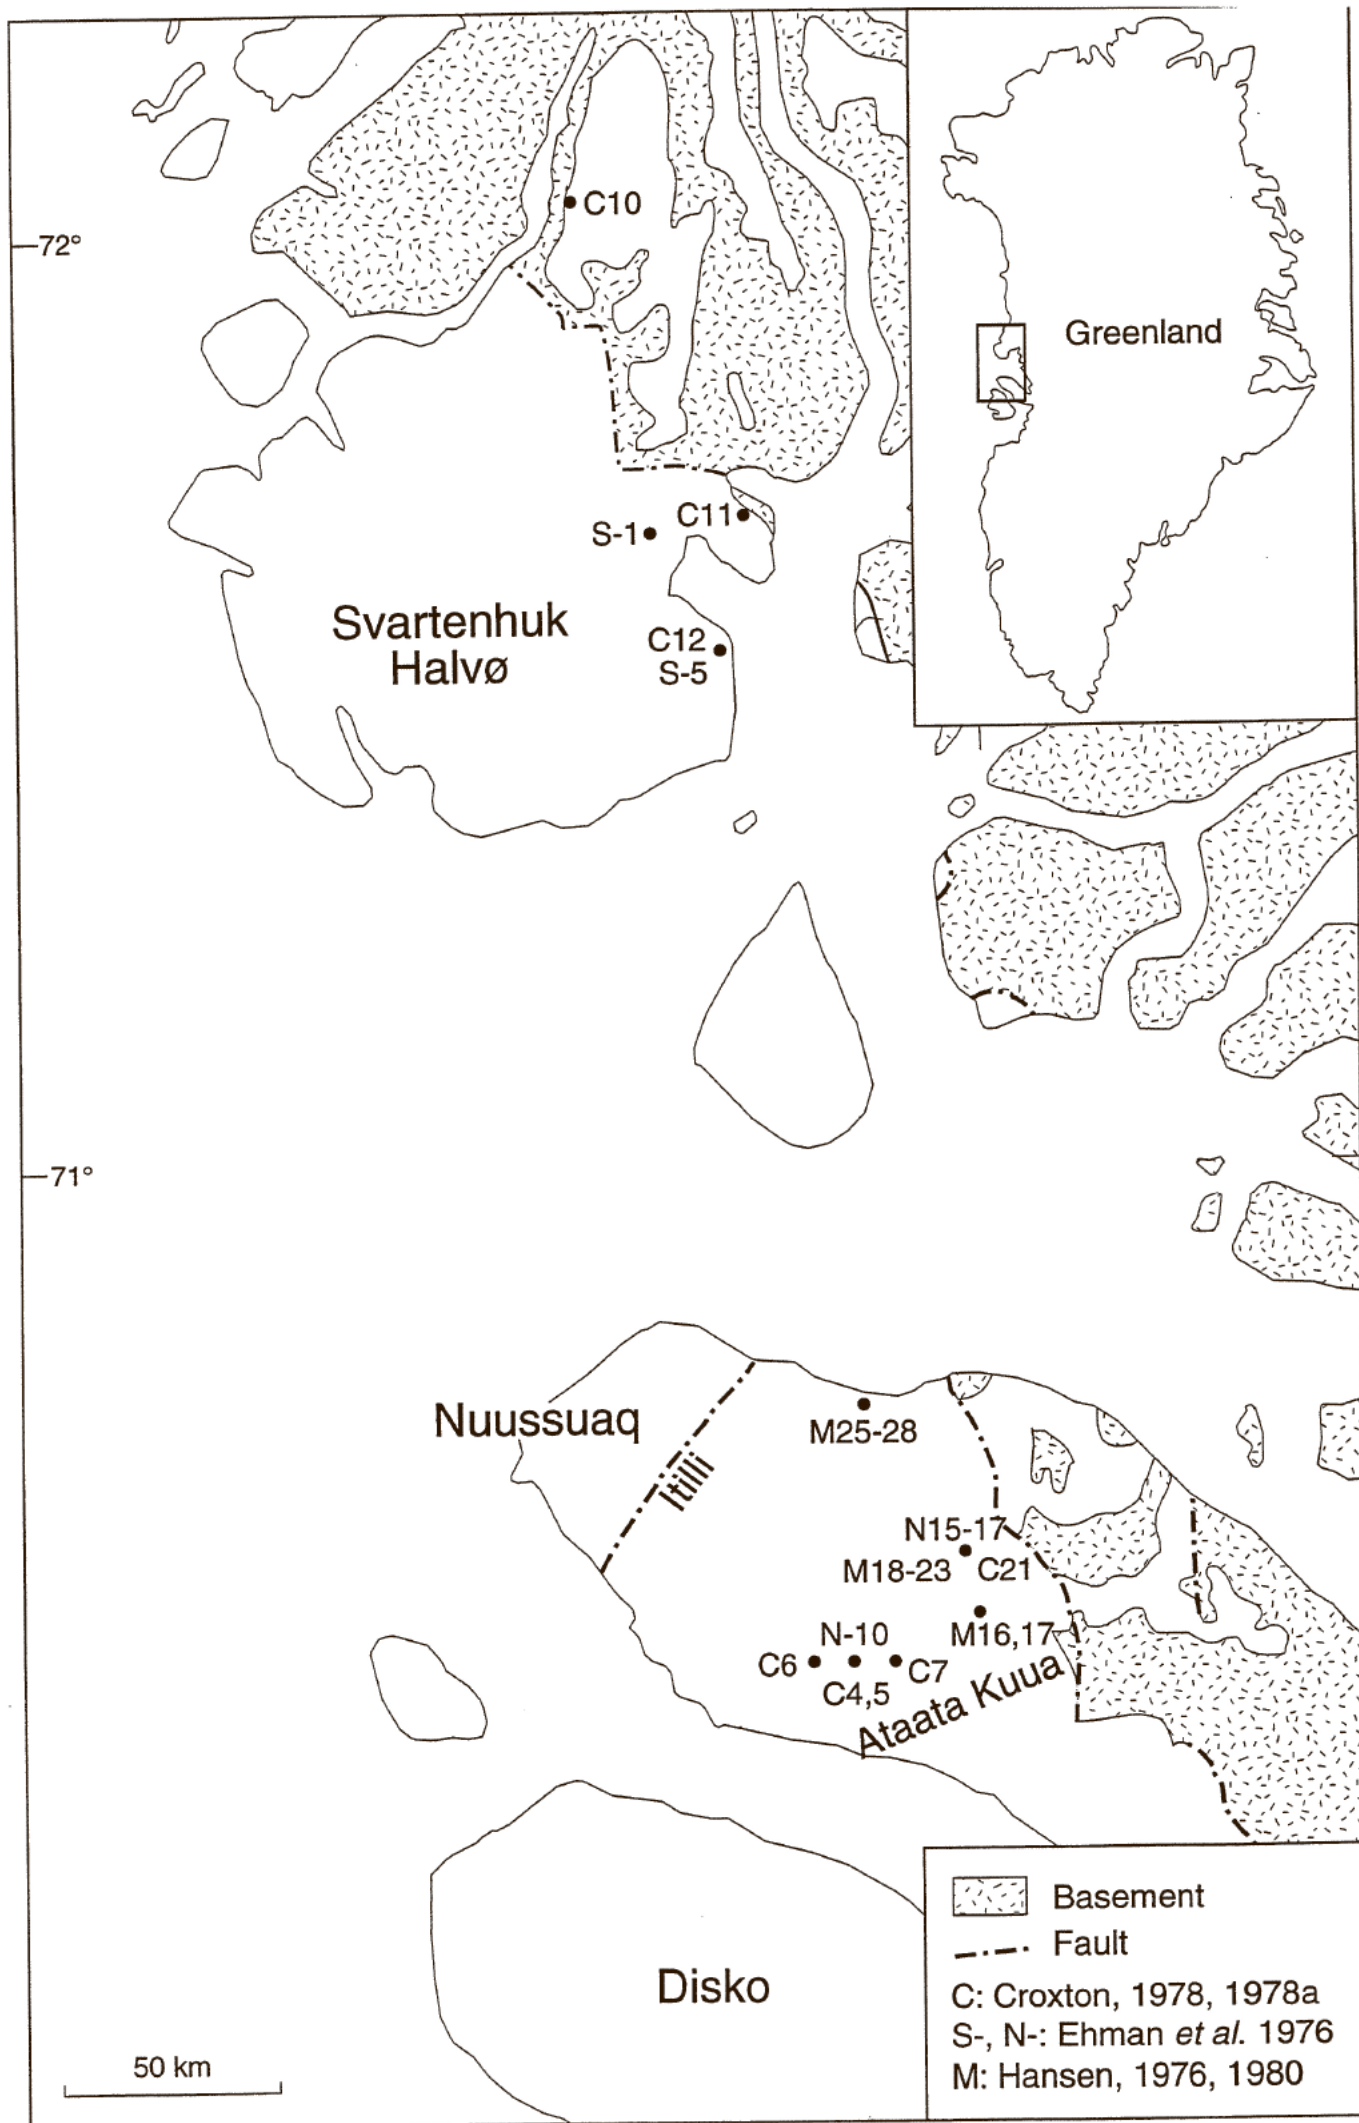 C10
72°
Greenland
C11
S-1
Svartenhuk
Halvø
C12
S-5
71°
Nuussuaq
M25-28
Itilli
N15-17
M18-23
C21
M16,17
N-10
C6
C7
C4,5
Ataata Kuua
Basement
Fault
Disko
C: Croxton, 1978, 1978a
S-, N-: Ehman et al. 1976
M: Hansen, 1976, 1980
50 km